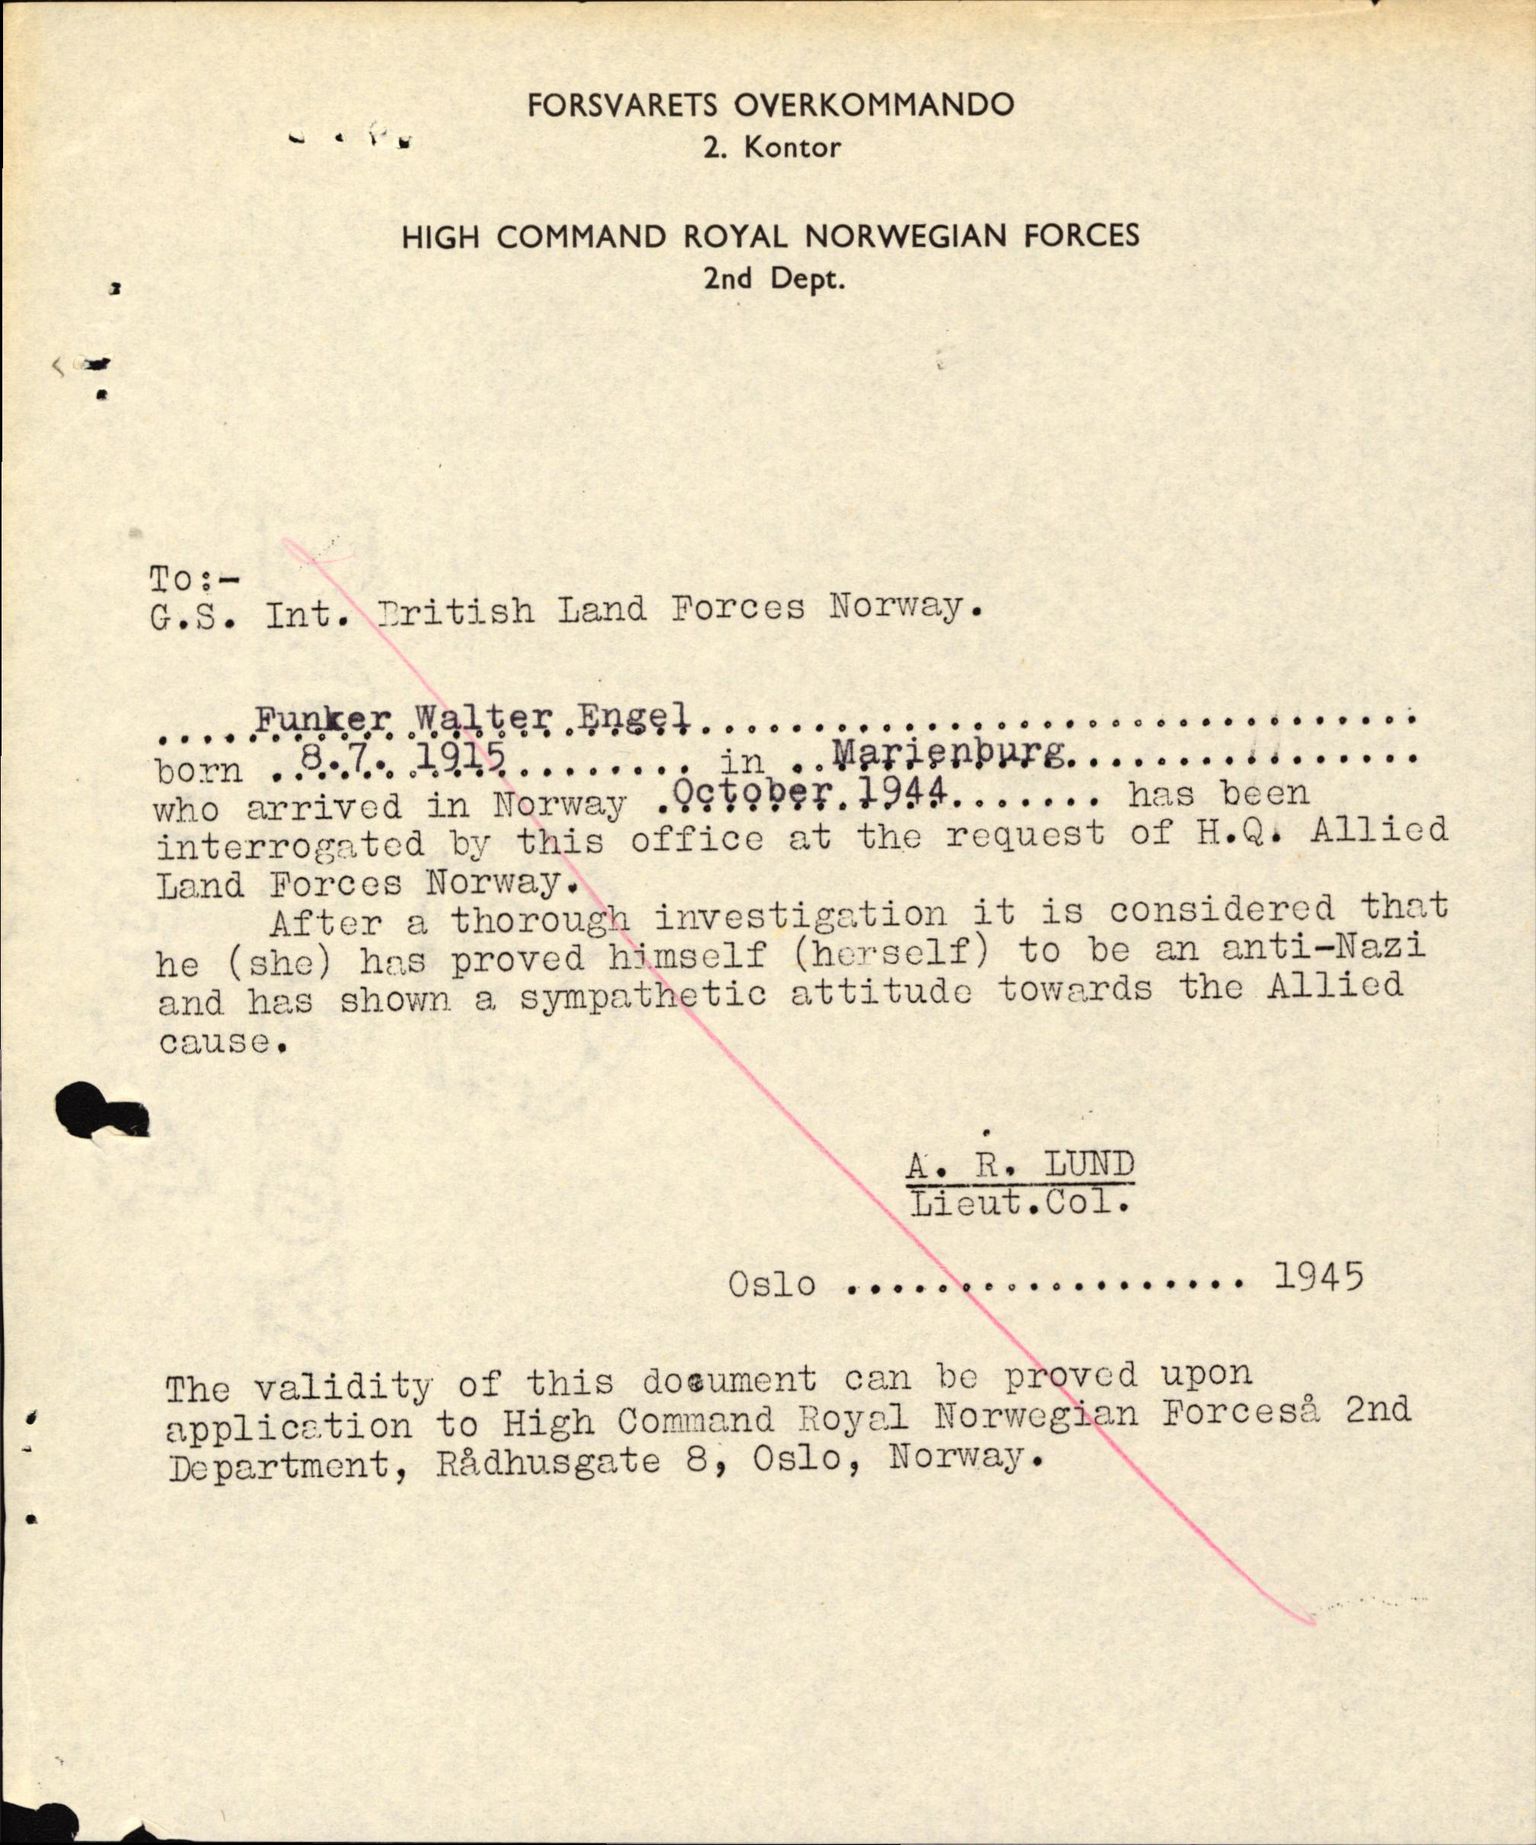 FORSVARETS OVERKOMMANDO
2. Kontor
HIGH COMMAND ROYAL NORWEGIAN FORCES
2nd Dept.
To:-
G.S. Int. British Land Forces Norway.
....Funker Walter Engel.................................
born ..8.7. 1915......... in ..Marienburg................
who arrived in Norway .October 1944....... has been
interrogated by this office at the request of H.Q. Allied
Land Forces Norway.
After a thorough investigation it is considered that
he (she) has proved himself (herself) to be an anti-Nazi
and has shown a sympathetic attitude towards the Allied
cause.
A. R. LUND
Lieut.Col.
Oslo .................. 1945
The validity of this document can be proved upon
application to High Command Royal Norwegian Forceså 2nd
Department, Rådhusgate 8, Oslo, Norway.